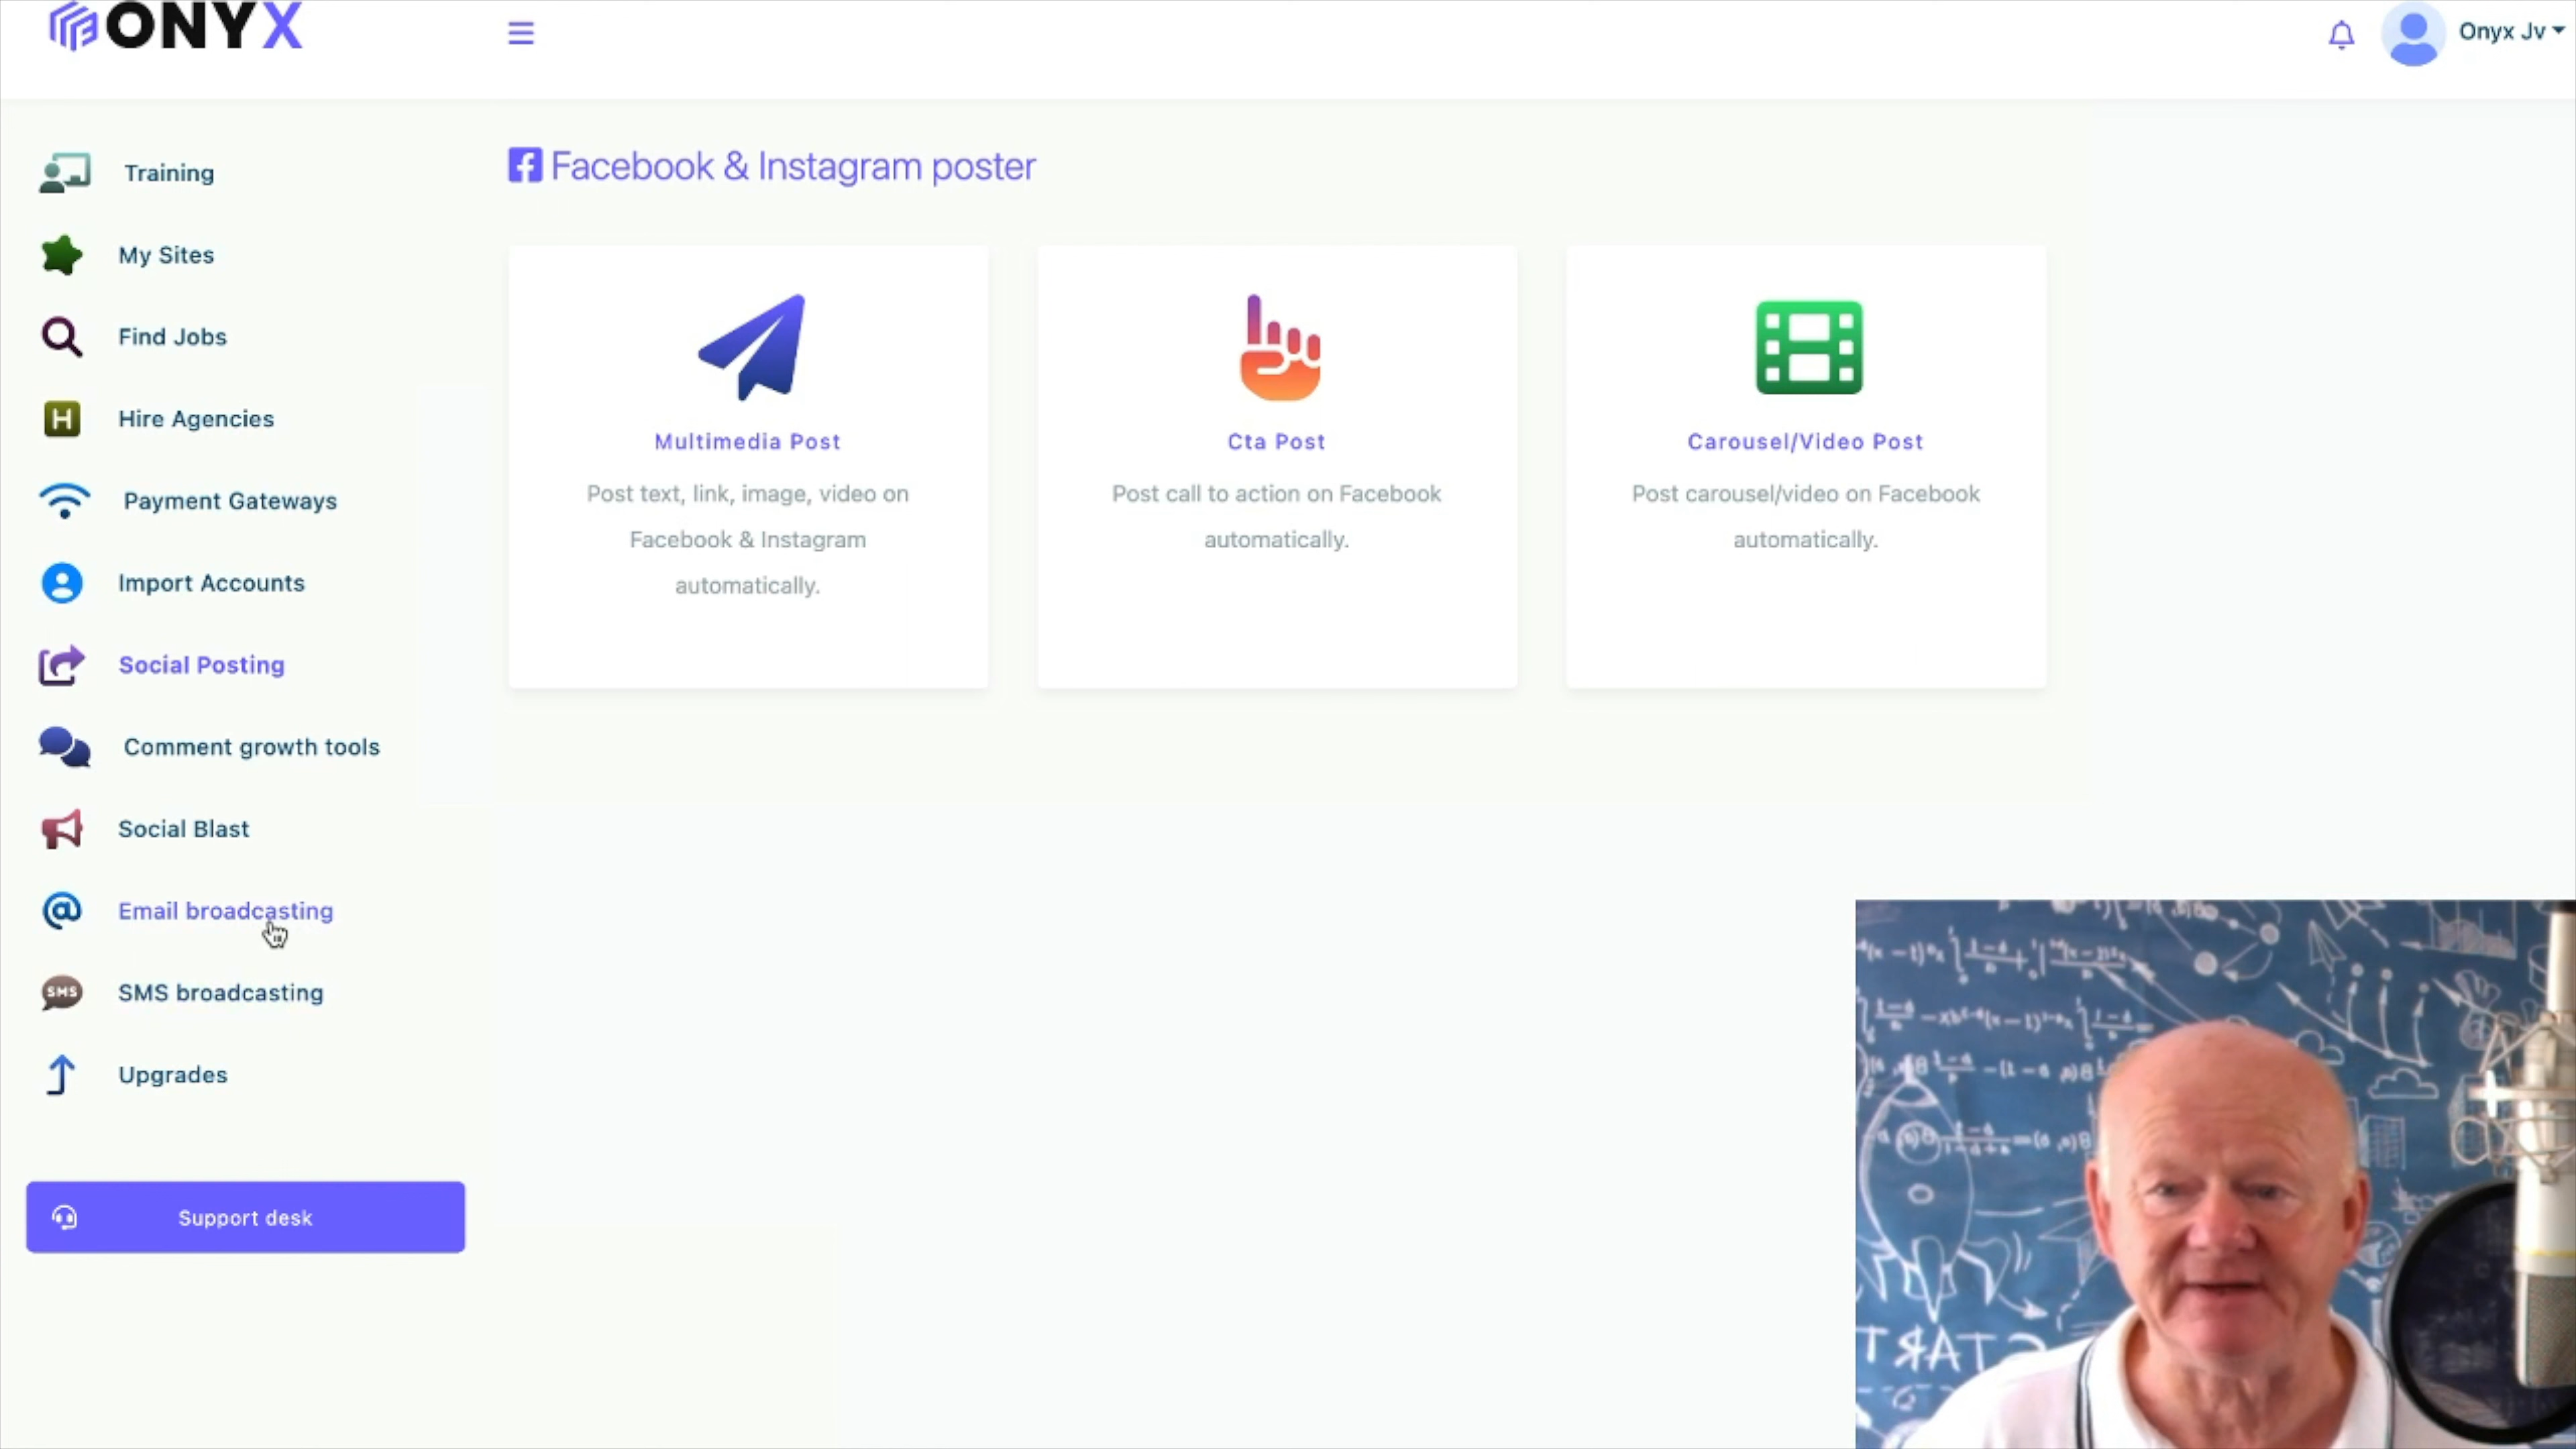 ONYX
Onyx Jv
Training
My Sites
Find Jobs
Hire Agencies
Payment Gateways
Import Accounts
Social Posting
Comment growth tools
Social Blast
Email broadcasting
SMS
SMS broadcasting
Upgrades
Support desk
Facebook & Instagram poster
Multimedia Post
Post text, link, image, video on
Facebook & Instagram
automatically.
Cta Post
Post call to action on Facebook
automatically.
Carousel/Video Post
Post carousel/video on Facebook
automatically.